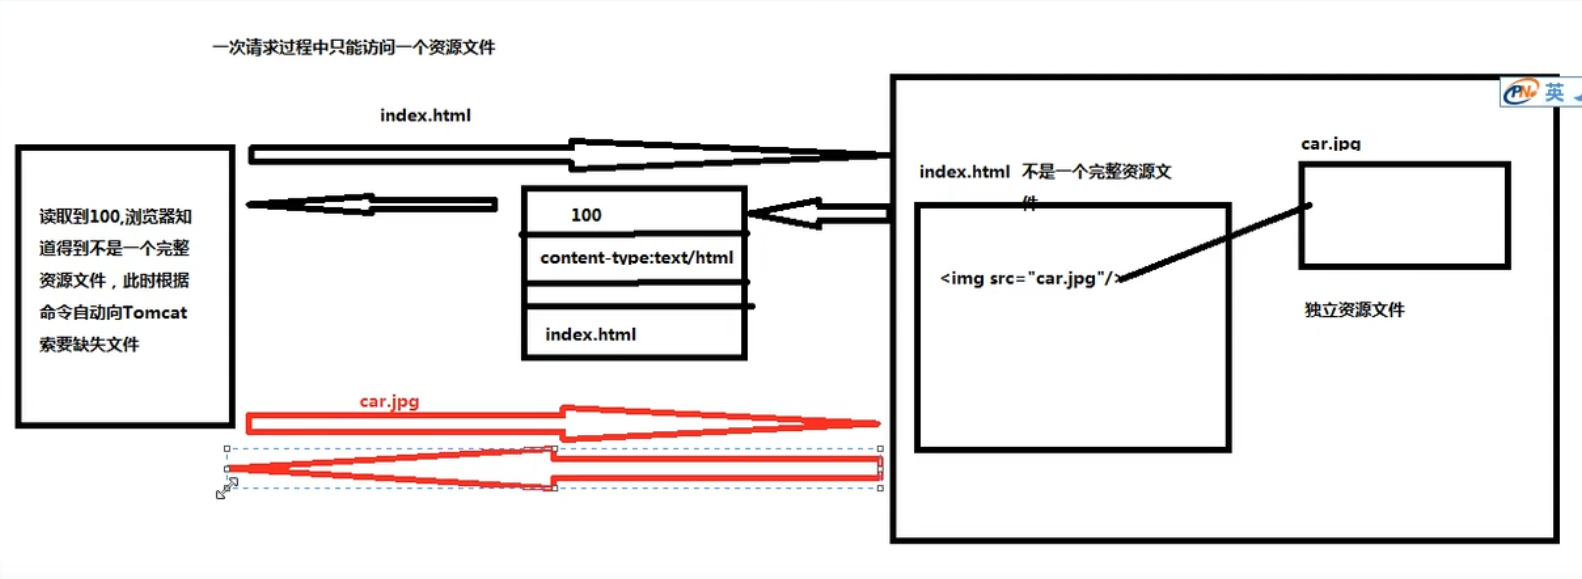 一次请求过程中只能访问一个资源文件
index.html
读取到100,浏览器知
道得到不是一个完整
资源文件，此时根据
命令自动向Tomcat
索要缺失文件
100
content-type:text/html
index.html
car.jpg
index.html 不是一个完整资源文
件
<img src="car.jpg"/>
car.jpg
独立资源文件
英